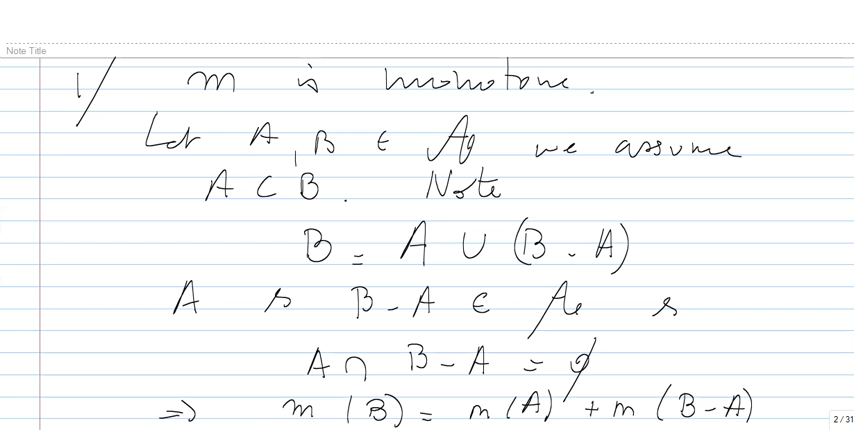 Note Title
1/ m is monotone.
Let A, B ∈ 𝒜 we assume
A ⊂ B. Note
B = A ∪ (B - A)
A & B - A ∈ 𝒜 &
A ∩ B - A = ∅
⇒ m (B) = m (A) + m (B - A)
2 / 31